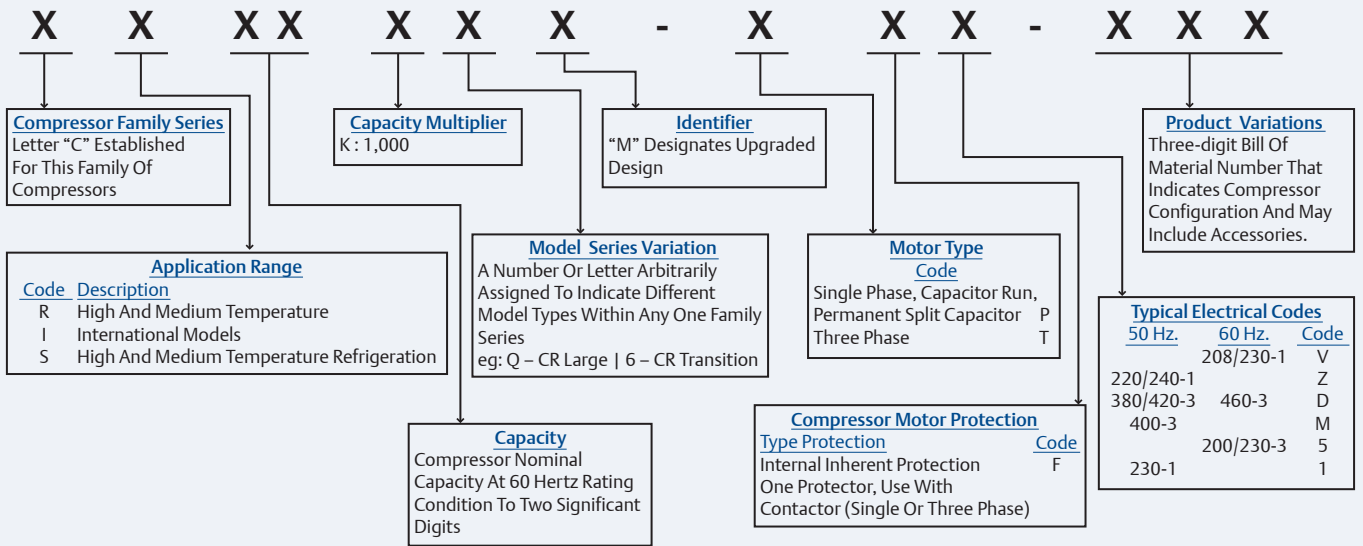 X X X X X X X - X X X - X X X
Compressor Family Series
Letter “C” Established
For This Family Of
Compressors
Capacity Multiplier
K : 1,000
Identifier
“M” Designates Upgraded
Design
Product Variations
Three-digit Bill Of
Material Number That
Indicates Compressor
Configuration And May
Include Accessories.
Application Range
Code Description
R High And Medium Temperature
I International Models
S High And Medium Temperature Refrigeration
Model Series Variation
A Number Or Letter Arbitrarily
Assigned To Indicate Different
Model Types Within Any One Family
Series
eg: Q – CR Large | 6 – CR Transition
Motor Type
Code
Single Phase, Capacitor Run,
Permanent Split Capacitor P
Three Phase T
Typical Electrical Codes
50 Hz. 60 Hz. Code
208/230-1 V
220/240-1 Z
380/420-3 460-3 D
400-3 M
200/230-3 5
230-1 1
Capacity
Compressor Nominal
Capacity At 60 Hertz Rating
Condition To Two Significant
Digits
Compressor Motor Protection
Type Protection Code
Internal Inherent Protection F
One Protector, Use With
Contactor (Single Or Three Phase)